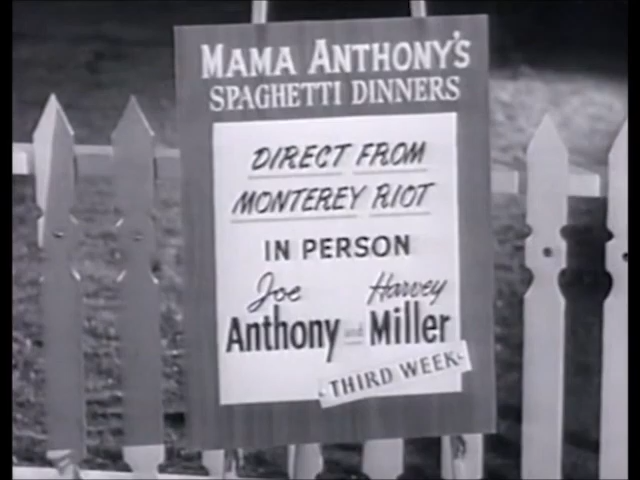 MAMA ANTHONY'S
SPAGHETTI DINNERS
DIRECT FROM
MONTEREY RIOT
IN PERSON
Joe Harvey
Anthony and Miller
THIRD WEEK